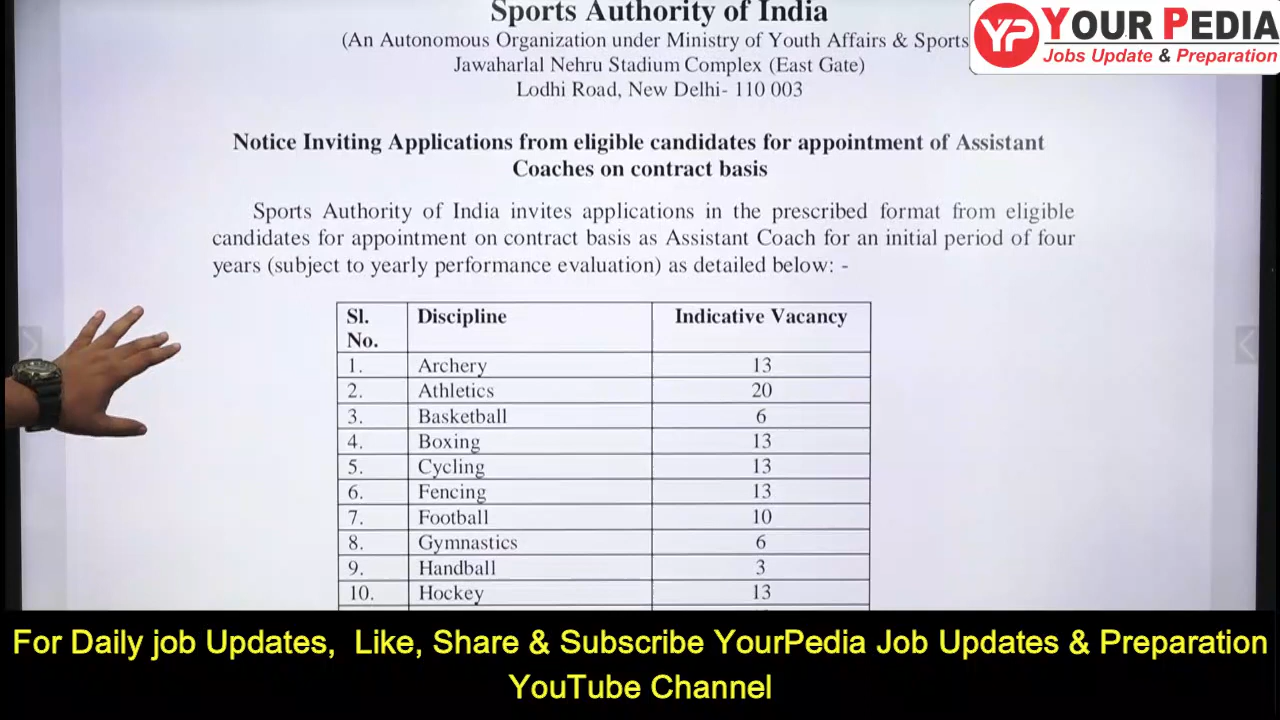 Sports Authority of India
(An Autonomous Organization under Ministry of Youth Affairs & Sports
Jawaharlal Nehru Stadium Complex (East Gate)
Lodhi Road, New Delhi- 110 003
YP YOUR PEDIA
Jobs Update & Preparation
Notice Inviting Applications from eligible candidates for appointment of Assistant
Coaches on contract basis
Sports Authority of India invites applications in the prescribed format from eligible
candidates for appointment on contract basis as Assistant Coach for an initial period of four
years (subject to yearly performance evaluation) as detailed below: -
Sl. No. Discipline Indicative Vacancy
1. Archery 13
2. Athletics 20
3. Basketball 6
4. Boxing 13
5. Cycling 13
6. Fencing 13
7. Football 10
8. Gymnastics 6
9. Handball 3
10. Hockey 13
For Daily job Updates, Like, Share & Subscribe YourPedia Job Updates & Preparation
YouTube Channel